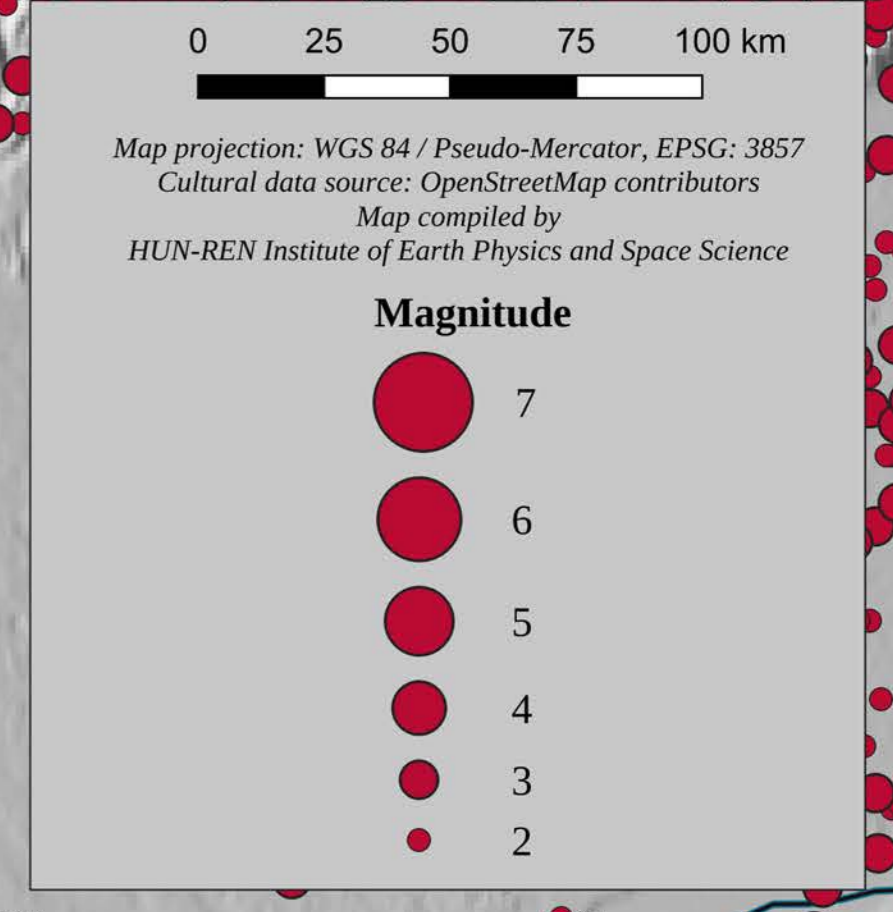 0 25 50 75 100 km
Map projection: WGS 84 / Pseudo-Mercator, EPSG: 3857
Cultural data source: OpenStreetMap contributors
Map compiled by
HUN-REN Institute of Earth Physics and Space Science
Magnitude
7
6
5
4
3
2